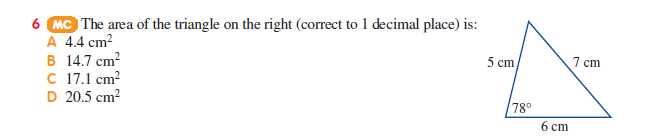 6 MC The area of the triangle on the right (correct to 1 decimal place) is:
A 4.4 cm²
B 14.7 cm²
C 17.1 cm²
D 20.5 cm²
5 cm
7 cm
78°
6 cm